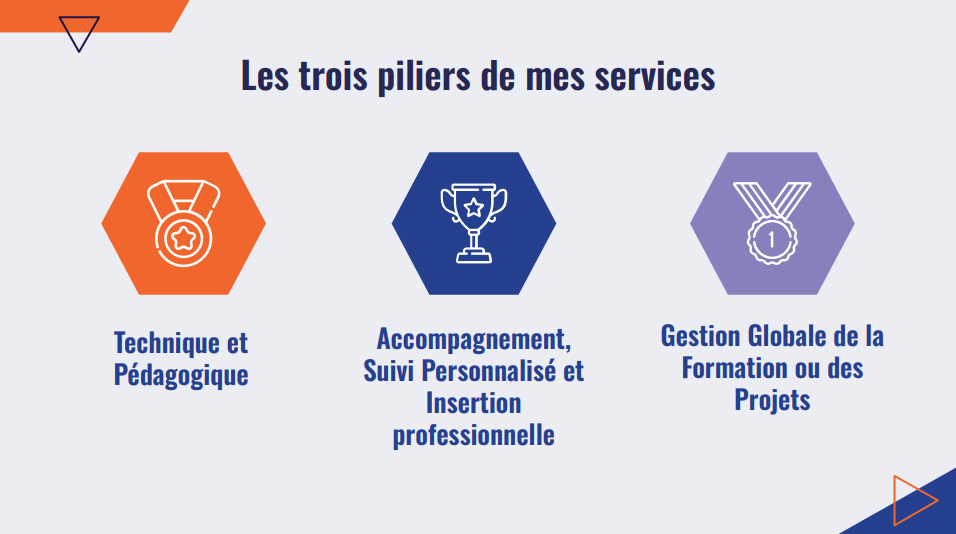 Les trois piliers de mes services
1
Technique et
Pédagogique
Accompagnement,
Suivi Personnalisé et
Insertion
professionnelle
Gestion Globale de la
Formation ou des
Projets